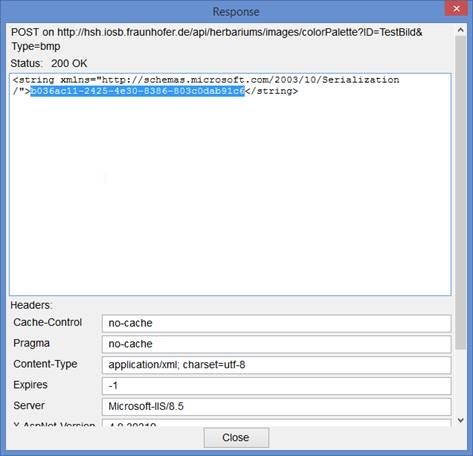 Response
POST on http://hsh.iosb.fraunhofer.de/api/herbariums/images/colorPalette?ID=TestBild&
Type=bmp
Status: 200 OK
<string xmlns="http://schemas.microsoft.com/2003/10/Serialization
/">b036ac11-2425-4e30-8386-803c0dab91c6</string>
Headers:
Cache-Control no-cache
Pragma no-cache
Content-Type application/xml; charset=utf-8
Expires -1
Server Microsoft-IIS/8.5
X-AspNet-Version 4.0.30319
Close